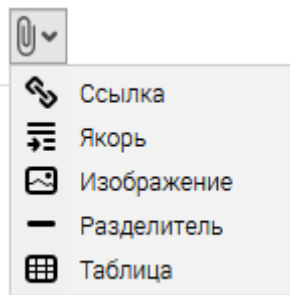 Ссылка
Якорь
Изображение
Разделитель
Таблица